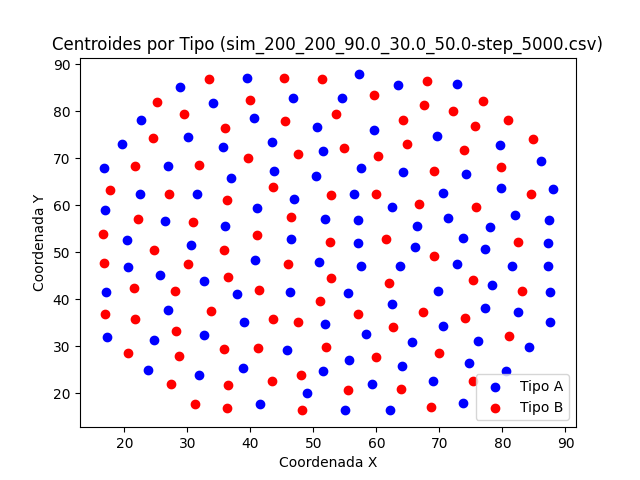 Centroides por Tipo (sim_200_200_90.0_30.0_50.0-step_5000.csv)
90
80
70
60
50
40
30
20
Coordenada Y
Tipo A
Tipo B
20 30 40 50 60 70 80 90
Coordenada X